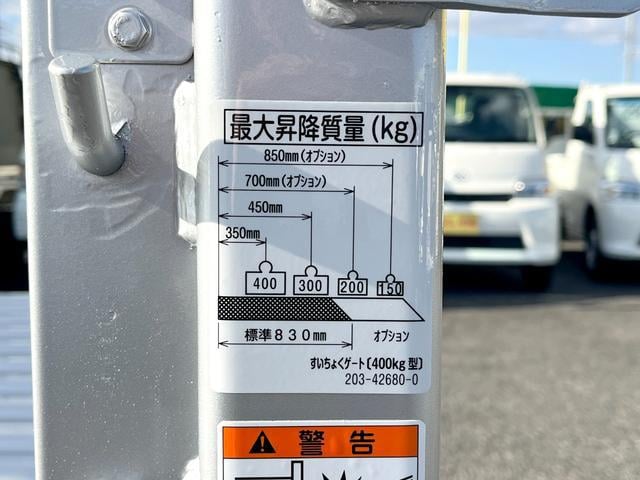 最大昇降質量(kg)
850mm(オプション)
700mm(オプション)
450mm
350mm
400 300 200 150
標準830mm オプション
すいちょくゲート〔400kg型〕
203-42680-0
警告